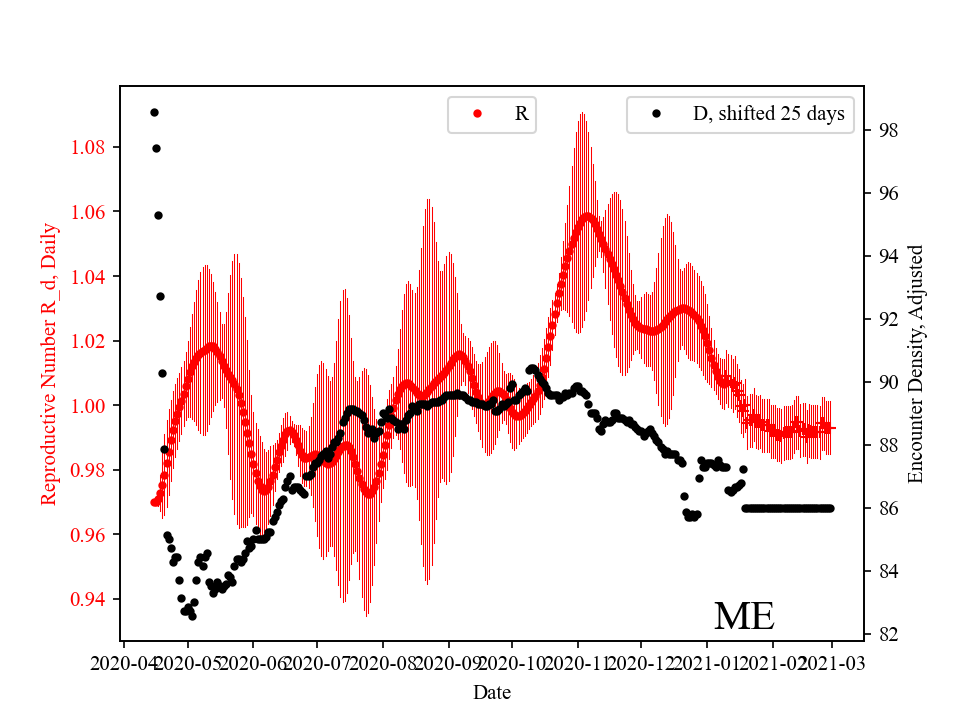 R
D, shifted 25 days
Reproductive Number R_d, Daily
1.08
1.06
1.04
1.02
1.00
0.98
0.96
0.94
98
96
94
92
90
88
86
84
82
Encounter Density, Adjusted
ME
2020-04 2020-05 2020-06 2020-07 2020-08 2020-09 2020-10 2020-11 2020-12 2021-01 2021-02 2021-03
Date